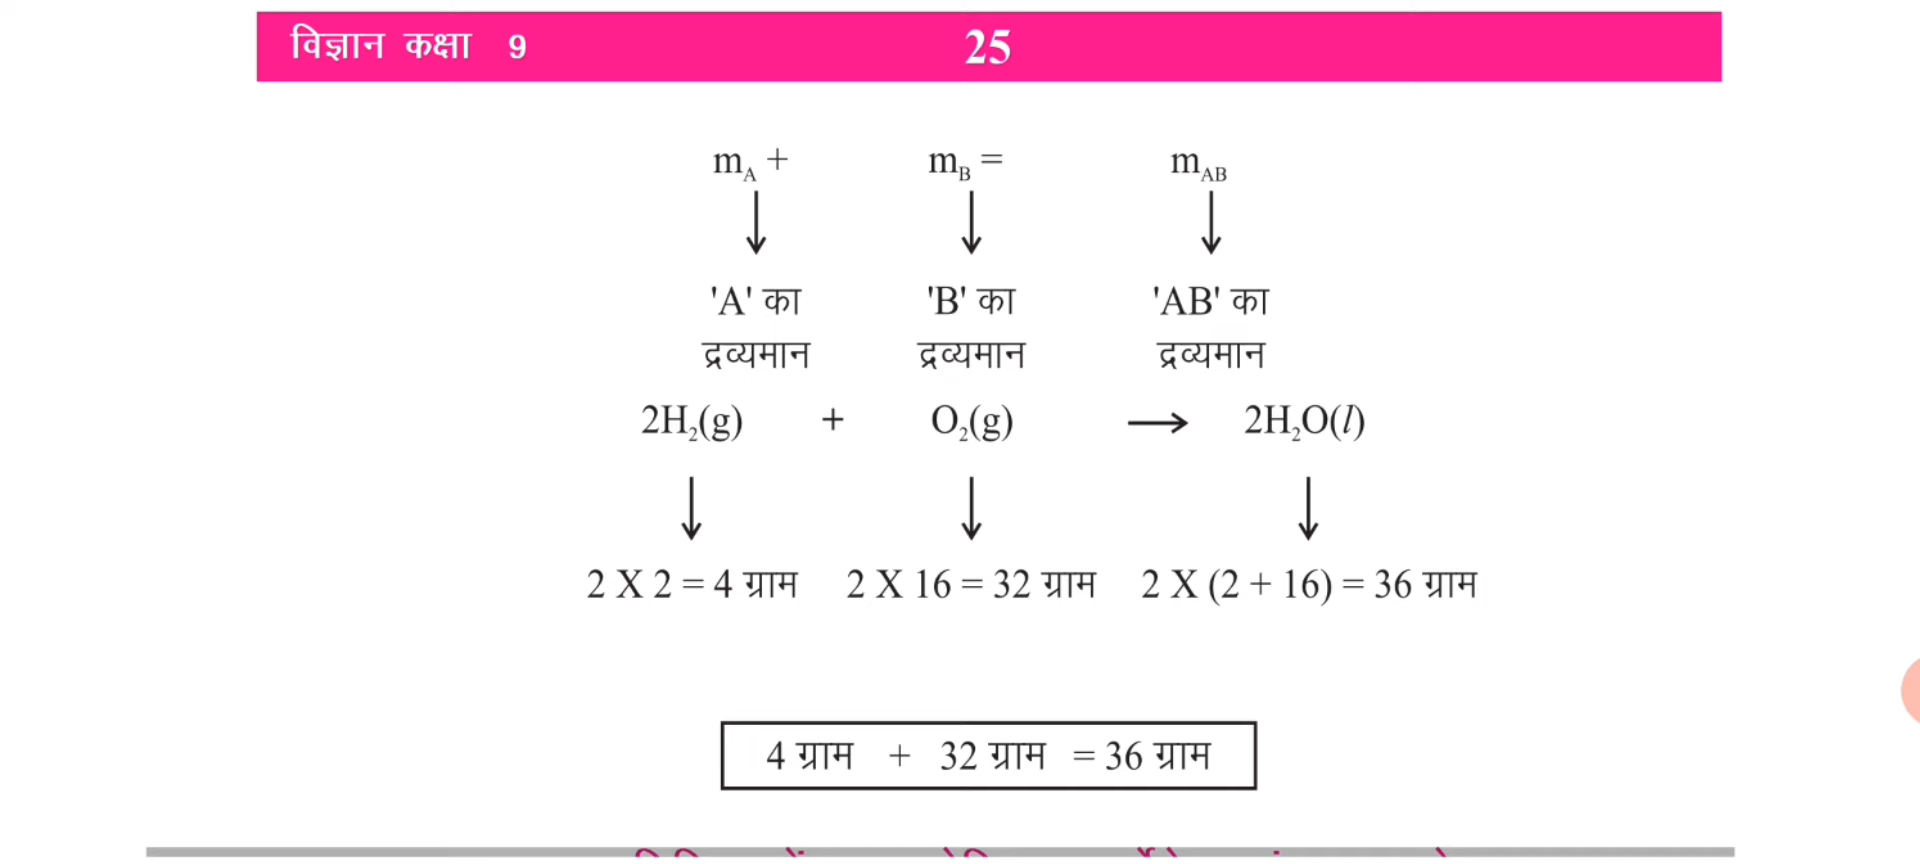 विज्ञान कक्षा 9 25
mA + mB = mAB
'A' का 'B' का 'AB' का
द्रव्यमान द्रव्यमान द्रव्यमान
2H2(g) + O2(g) → 2H2O(l)
2 X 2 = 4 ग्राम 2 X 16 = 32 ग्राम 2 X (2 + 16) = 36 ग्राम
4 ग्राम + 32 ग्राम = 36 ग्राम